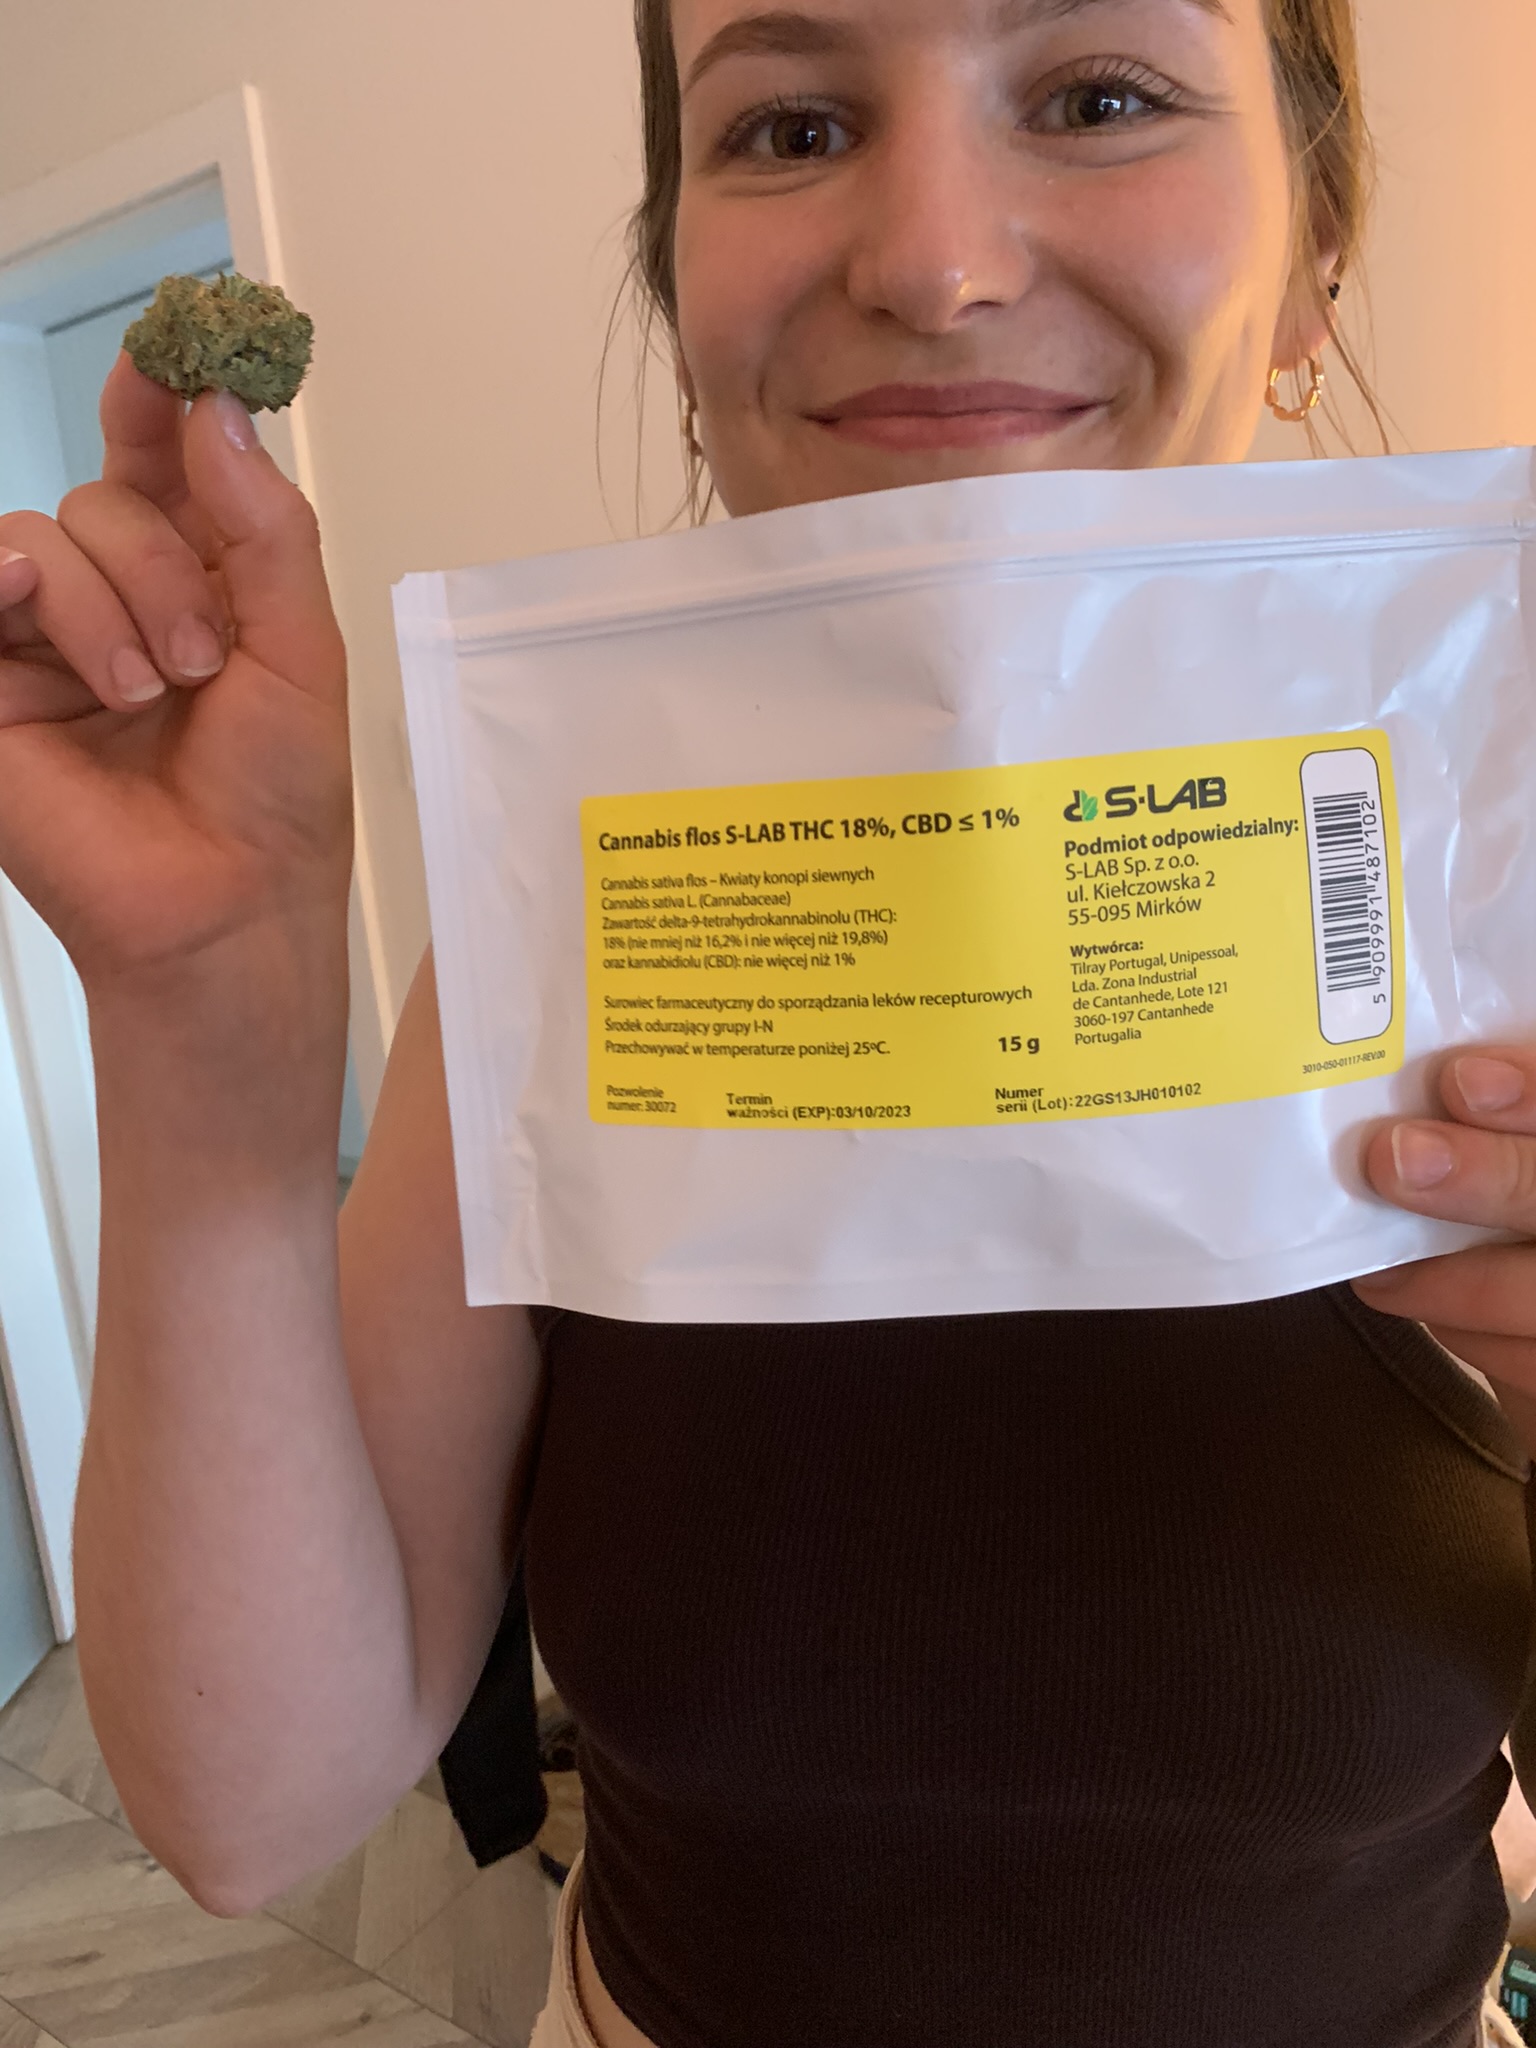 Cannabis flos S-LAB THC 18%, CBD ≤ 1%
Cannabis sativa flos – Kwiaty konopi siewnych
Cannabis sativa L. (Cannabaceae)
Zawartość delta-9-tetrahydrokannabinolu (THC):
18% (nie mniej niż 16,2% i nie więcej niż 19,8%)
oraz kannabidiolu (CBD): nie więcej niż 1%
Surowiec farmaceutyczny do sporządzania leków recepturowych
Środek odurzający grupy I-N
Przechowywać w temperaturze poniżej 25ºC.
15 g
Pozwolenie
numer: 30072
Termin
ważności (EXP):03/10/2023
Numer
serii (Lot):22GS13JH010102
S·LAB
Podmiot odpowiedzialny:
S-LAB Sp. z o.o.
ul. Kiełczowska 2
55-095 Mirków
Wytwórca:
Tilray Portugal, Unipessoal,
Lda. Zona Industrial
de Cantanhede, Lote 121
3060-197 Cantanhede
Portugalia
5 909991 487102
3010-050-01117-REV.00